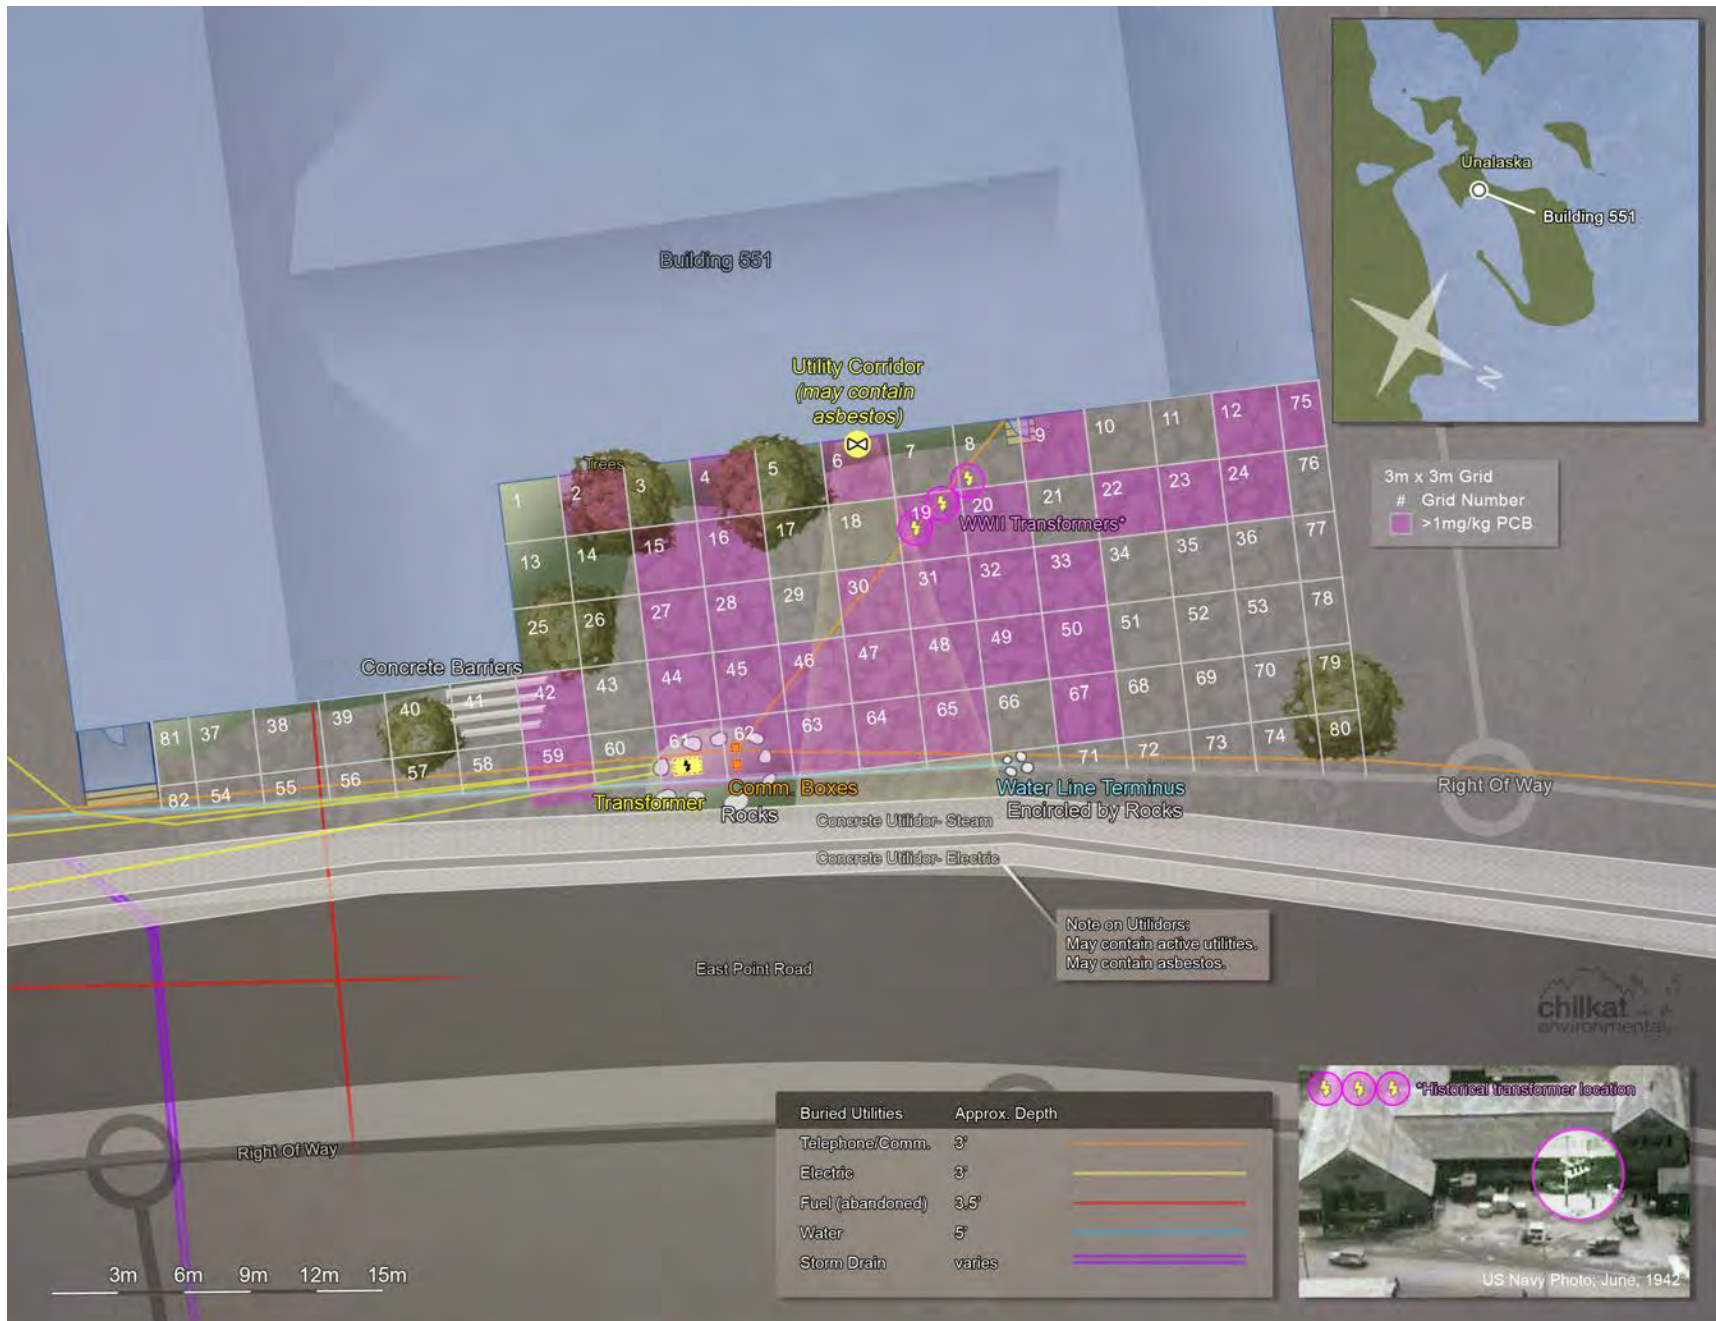 Unalaska
Building 551
N
Building 551
Utility Corridor
(may contain
asbestos)
3m x 3m Grid
# Grid Number
>1mg/kg PCB
Trees
1 2 3 4 5 6 7 8 9 10 11 12 75
13 14 15 16 17 18 19 20 21 22 23 24 76
WWII Transformers*
25 26 27 28 29 30 31 32 33 34 35 36 77
Concrete Barriers
81 37 38 39 40 41 42 43 44 45 46 47 48 49 50 51 52 53 78
82 54 55 56 57 58 59 60 61 62 63 64 65 66 67 68 69 70 79
71 72 73 74 80
Transformer
Comm. Boxes
Rocks
Water Line Terminus
Encircled by Rocks
Right Of Way
Concrete Utilidor- Steam
Concrete Utilidor- Electric
Note on Utilidors:
May contain active utilities.
May contain asbestos.
East Point Road
chilkat
environmental
Right Of Way
Buried Utilities Approx. Depth
Telephone/Comm. 3'
Electric 3'
Fuel (abandoned) 3.5'
Water 5'
Storm Drain varies
*Historical transformer location
US Navy Photo; June, 1942
3m 6m 9m 12m 15m